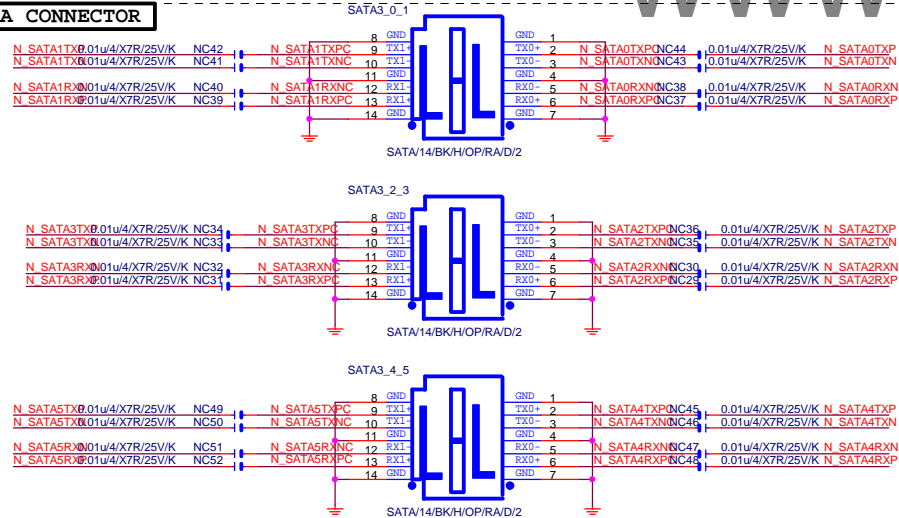 A CONNECTOR
W W W W
SATA3_0_1
N_SATA1TXP 0.01u/4/X7R/25V/K NC42 N_SATA1TXPC 8 GND GND 1
9 TX1+ TX0+ 2 N_SATA0TXPC NC44 0.01u/4/X7R/25V/K N_SATA0TXP
N_SATA1TXN 0.01u/4/X7R/25V/K NC41 N_SATA1TXNC 10 TX1- TX0- 3 N_SATA0TXNC NC43 0.01u/4/X7R/25V/K N_SATA0TXN
11 GND GND 4
N_SATA1RXN 0.01u/4/X7R/25V/K NC40 N_SATA1RXNC 12 RX1- RX0- 5 N_SATA0RXNC NC38 0.01u/4/X7R/25V/K N_SATA0RXN
N_SATA1RXP 0.01u/4/X7R/25V/K NC39 N_SATA1RXPC 13 RX1+ RX0+ 6 N_SATA0RXPC NC37 0.01u/4/X7R/25V/K N_SATA0RXP
14 GND GND 7
SATA/14/BK/H/OP/RA/D/2
SATA3_2_3
8 GND GND 1
N_SATA3TXP 0.01u/4/X7R/25V/K NC34 N_SATA3TXPC 9 TX1+ TX0+ 2 N_SATA2TXPC NC36 0.01u/4/X7R/25V/K N_SATA2TXP
N_SATA3TXN 0.01u/4/X7R/25V/K NC33 N_SATA3TXNC 10 TX1- TX0- 3 N_SATA2TXNC NC35 0.01u/4/X7R/25V/K N_SATA2TXN
11 GND GND 4
N_SATA3RXN 0.01u/4/X7R/25V/K NC32 N_SATA3RXNC 12 RX1- RX0- 5 N_SATA2RXNC NC30 0.01u/4/X7R/25V/K N_SATA2RXN
N_SATA3RXP 0.01u/4/X7R/25V/K NC31 N_SATA3RXPC 13 RX1+ RX0+ 6 N_SATA2RXPC NC29 0.01u/4/X7R/25V/K N_SATA2RXP
14 GND GND 7
SATA/14/BK/H/OP/RA/D/2
SATA3_4_5
8 GND GND 1
N_SATA5TXP 0.01u/4/X7R/25V/K NC49 N_SATA5TXPC 9 TX1+ TX0+ 2 N_SATA4TXPC NC45 0.01u/4/X7R/25V/K N_SATA4TXP
N_SATA5TXN 0.01u/4/X7R/25V/K NC50 N_SATA5TXNC 10 TX1- TX0- 3 N_SATA4TXNC NC46 0.01u/4/X7R/25V/K N_SATA4TXN
11 GND GND 4
N_SATA5RXN 0.01u/4/X7R/25V/K NC51 N_SATA5RXNC 12 RX1- RX0- 5 N_SATA4RXNC NC47 0.01u/4/X7R/25V/K N_SATA4RXN
N_SATA5RXP 0.01u/4/X7R/25V/K NC52 N_SATA5RXPC 13 RX1+ RX0+ 6 N_SATA4RXPC NC48 0.01u/4/X7R/25V/K N_SATA4RXP
14 GND GND 7
SATA/14/BK/H/OP/RA/D/2